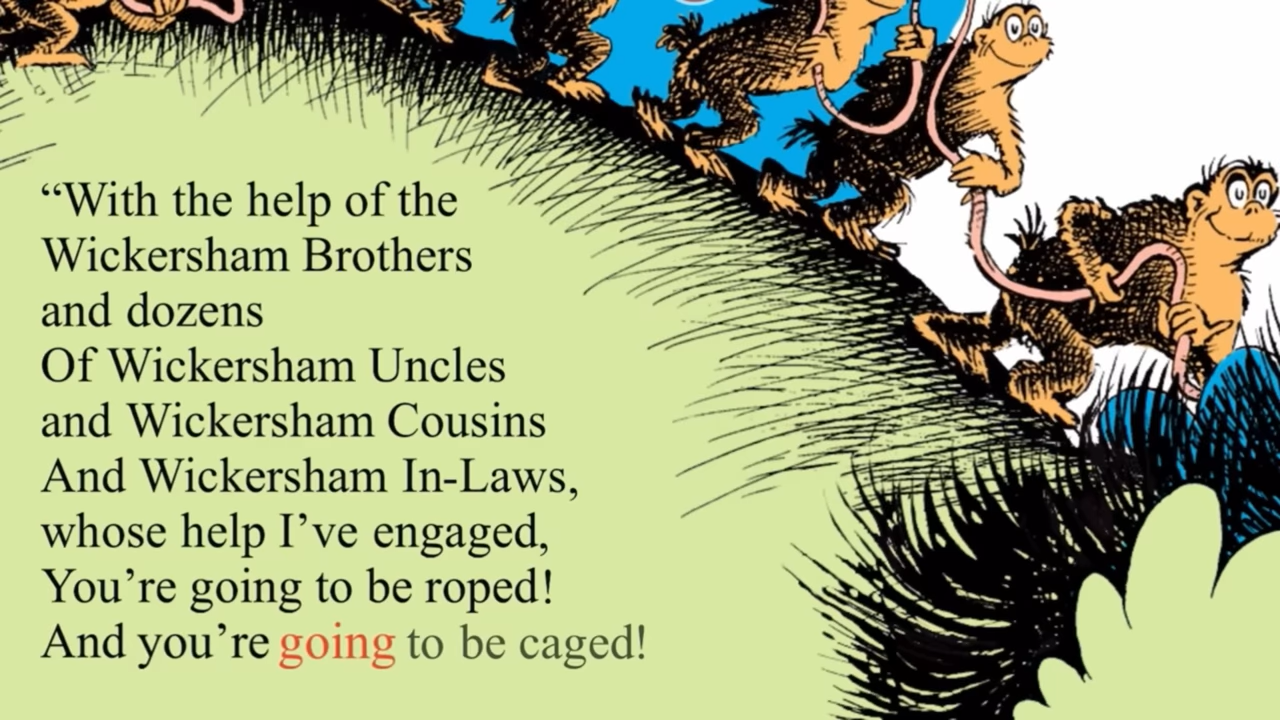 “With the help of the
Wickersham Brothers
and dozens
Of Wickersham Uncles
and Wickersham Cousins
And Wickersham In-Laws,
whose help I’ve engaged,
You’re going to be roped!
And you’re going to be caged!